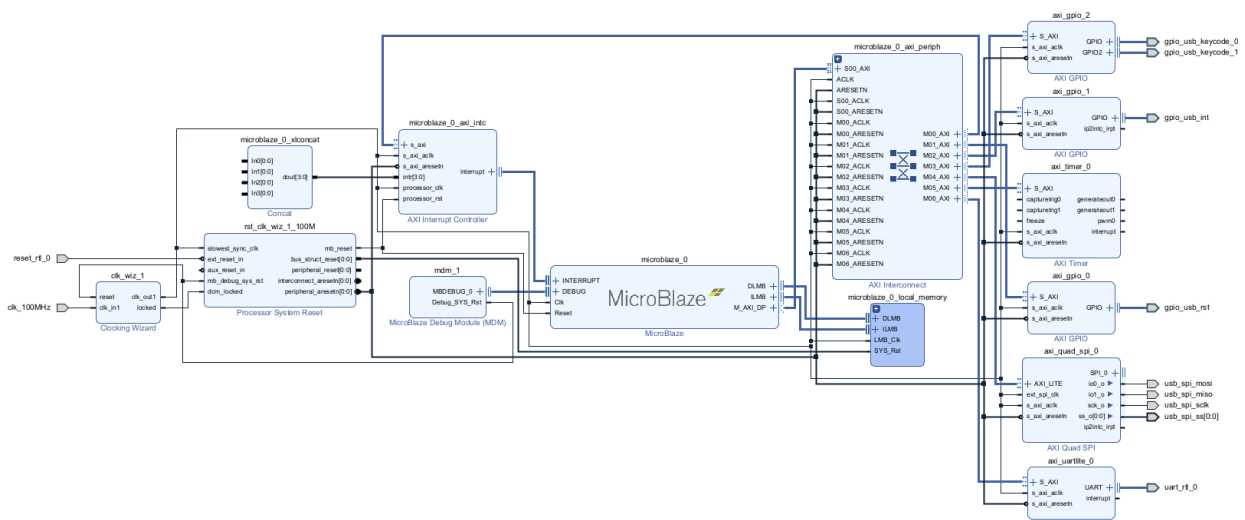 axi_gpio_2
S_AXI
s_axi_aclk
s_axi_aresetn
GPIO
GPIO2
AXI GPIO
gpio_usb_keycode_0
gpio_usb_keycode_1
axi_gpio_1
S_AXI
s_axi_aclk
s_axi_aresetn
GPIO
ip2intc_irpt
AXI GPIO
gpio_usb_int
axi_timer_0
S_AXI
capturetrig0
capturetrig1
freeze
s_axi_aclk
s_axi_aresetn
generateout0
generateout1
pwm0
interrupt
AXI Timer
axi_gpio_0
S_AXI
s_axi_aclk
s_axi_aresetn
GPIO
AXI GPIO
gpio_usb_rst
axi_quad_spi_0
AXI_LITE
ext_spi_clk
s_axi_aclk
s_axi_aresetn
SPI_0
io0_o
io1_o
sck_o
ss_o[0:0]
ip2intc_irpt
AXI Quad SPI
usb_spi_mosi
usb_spi_miso
usb_spi_sclk
usb_spi_ss[0:0]
axi_uartlite_0
S_AXI
s_axi_aclk
s_axi_aresetn
UART
interrupt
uart_rtl_0
microblaze_0_axi_periph
S00_AXI
ACLK
ARESETN
S00_ACLK
S00_ARESETN
M00_ACLK
M00_ARESETN
M01_ACLK
M01_ARESETN
M02_ACLK
M02_ARESETN
M03_ACLK
M03_ARESETN
M04_ACLK
M04_ARESETN
M05_ACLK
M05_ARESETN
M06_ACLK
M06_ARESETN
M00_AXI
M01_AXI
M02_AXI
M03_AXI
M04_AXI
M05_AXI
M06_AXI
AXI Interconnect
microblaze_0_local_memory
DLMB
ILMB
LMB_Clk
SYS_Rst
microblaze_0_axi_intc
s_axi
s_axi_aclk
s_axi_aresetn
intr[3:0]
processor_clk
processor_rst
interrupt
AXI Interrupt Controller
microblaze_0_xlconcat
In0[0:0]
In1[0:0]
In2[0:0]
In3[0:0]
dout[3:0]
Concat
rst_clk_wiz_1_100M
slowest_sync_clk
ext_reset_in
aux_reset_in
mb_debug_sys_rst
dcm_locked
mb_reset
bus_struct_reset[0:0]
peripheral_reset[0:0]
interconnect_aresetn[0:0]
peripheral_aresetn[0:0]
Processor System Reset
reset_rtl_0
clk_100MHz
clk_wiz_1
reset
clk_in1
clk_out1
locked
Clocking Wizard
mdm_1
MBDEBUG_0
Debug_SYS_Rst
MicroBlaze Debug Module (MDM)
microblaze_0
INTERRUPT
DEBUG
Clk
Reset
MicroBlaze
DLMB
ILMB
M_AXI_DP
MicroBlaze